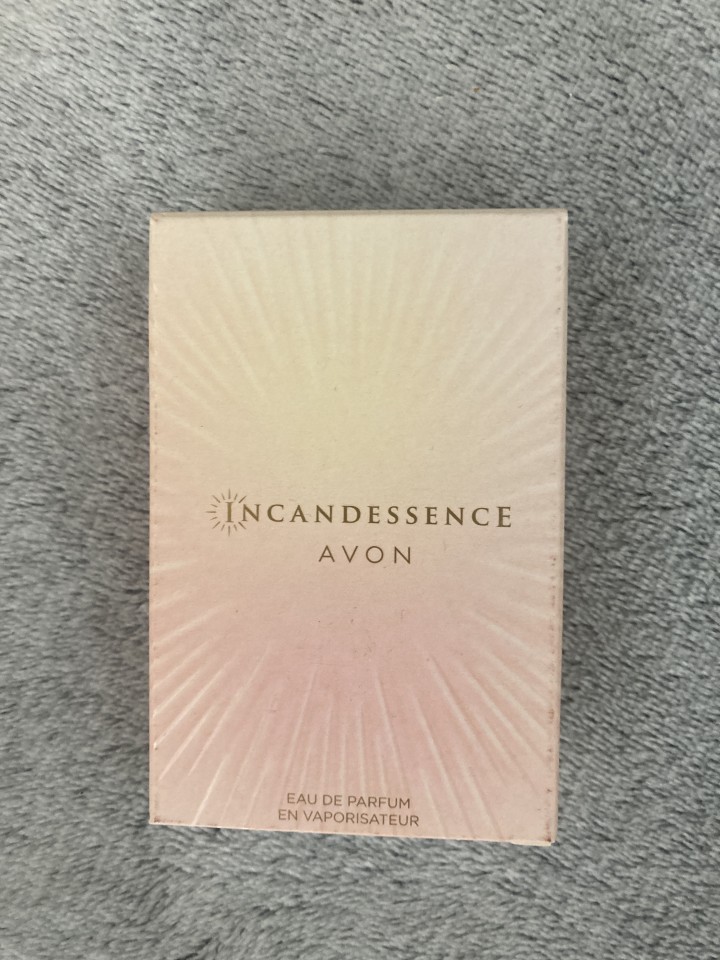 INCANDESSENCE
AVON
EAU DE PARFUM
EN VAPORISATEUR